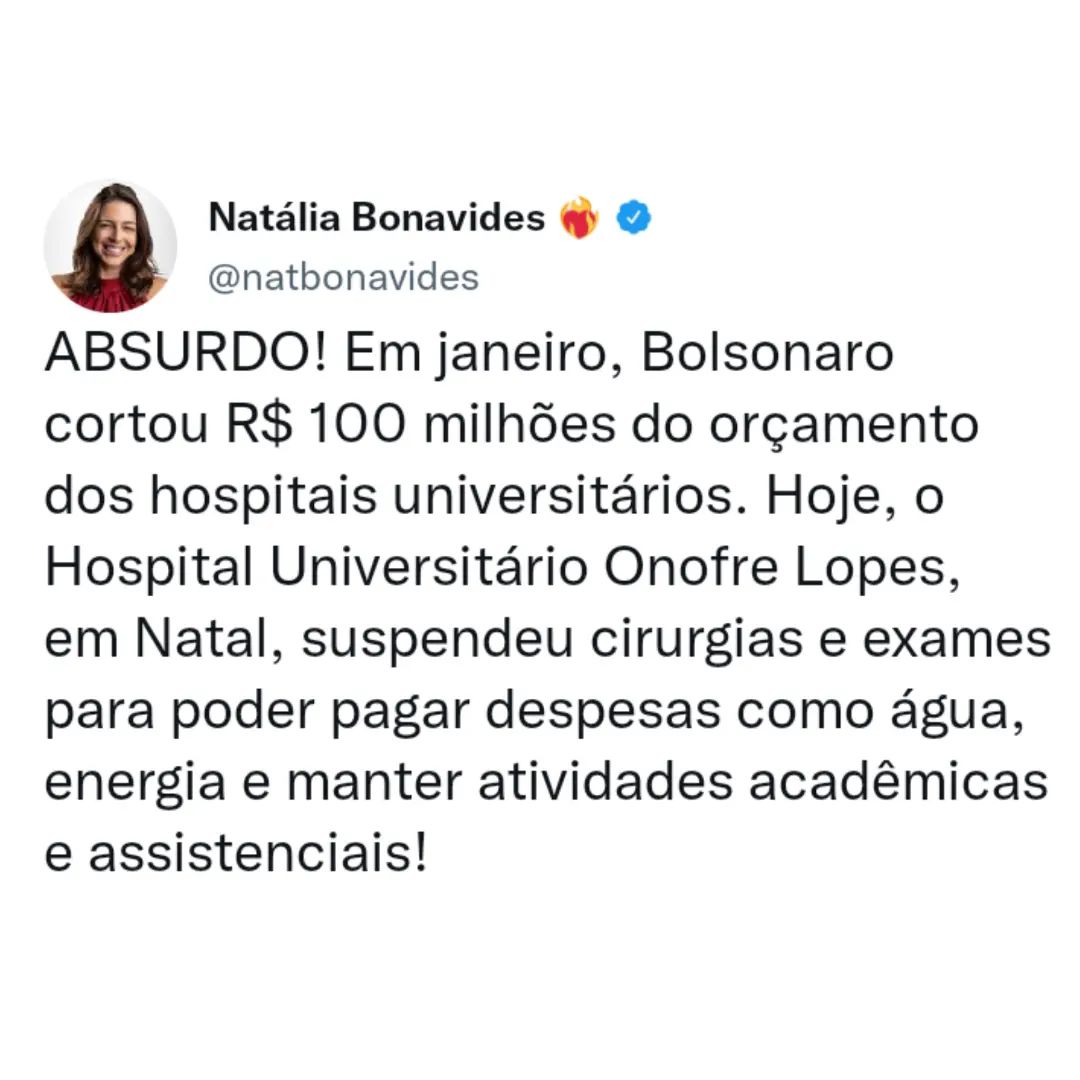 Natália Bonavides ❤️‍🔥
@natbonavides
ABSURDO! Em janeiro, Bolsonaro
cortou R$ 100 milhões do orçamento
dos hospitais universitários. Hoje, o
Hospital Universitário Onofre Lopes,
em Natal, suspendeu cirurgias e exames
para poder pagar despesas como água,
energia e manter atividades acadêmicas
e assistenciais!